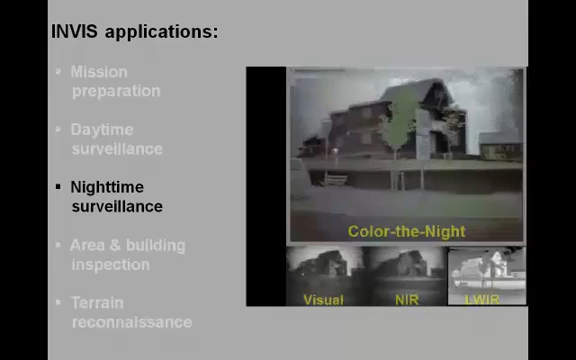 INVIS applications:
▪ Mission
preparation
▪ Daytime
surveillance
▪ Nighttime
surveillance
▪ Area & building
inspection
▪ Terrain
reconnaissance
Color-the-Night
Visual
NIR
LWIR